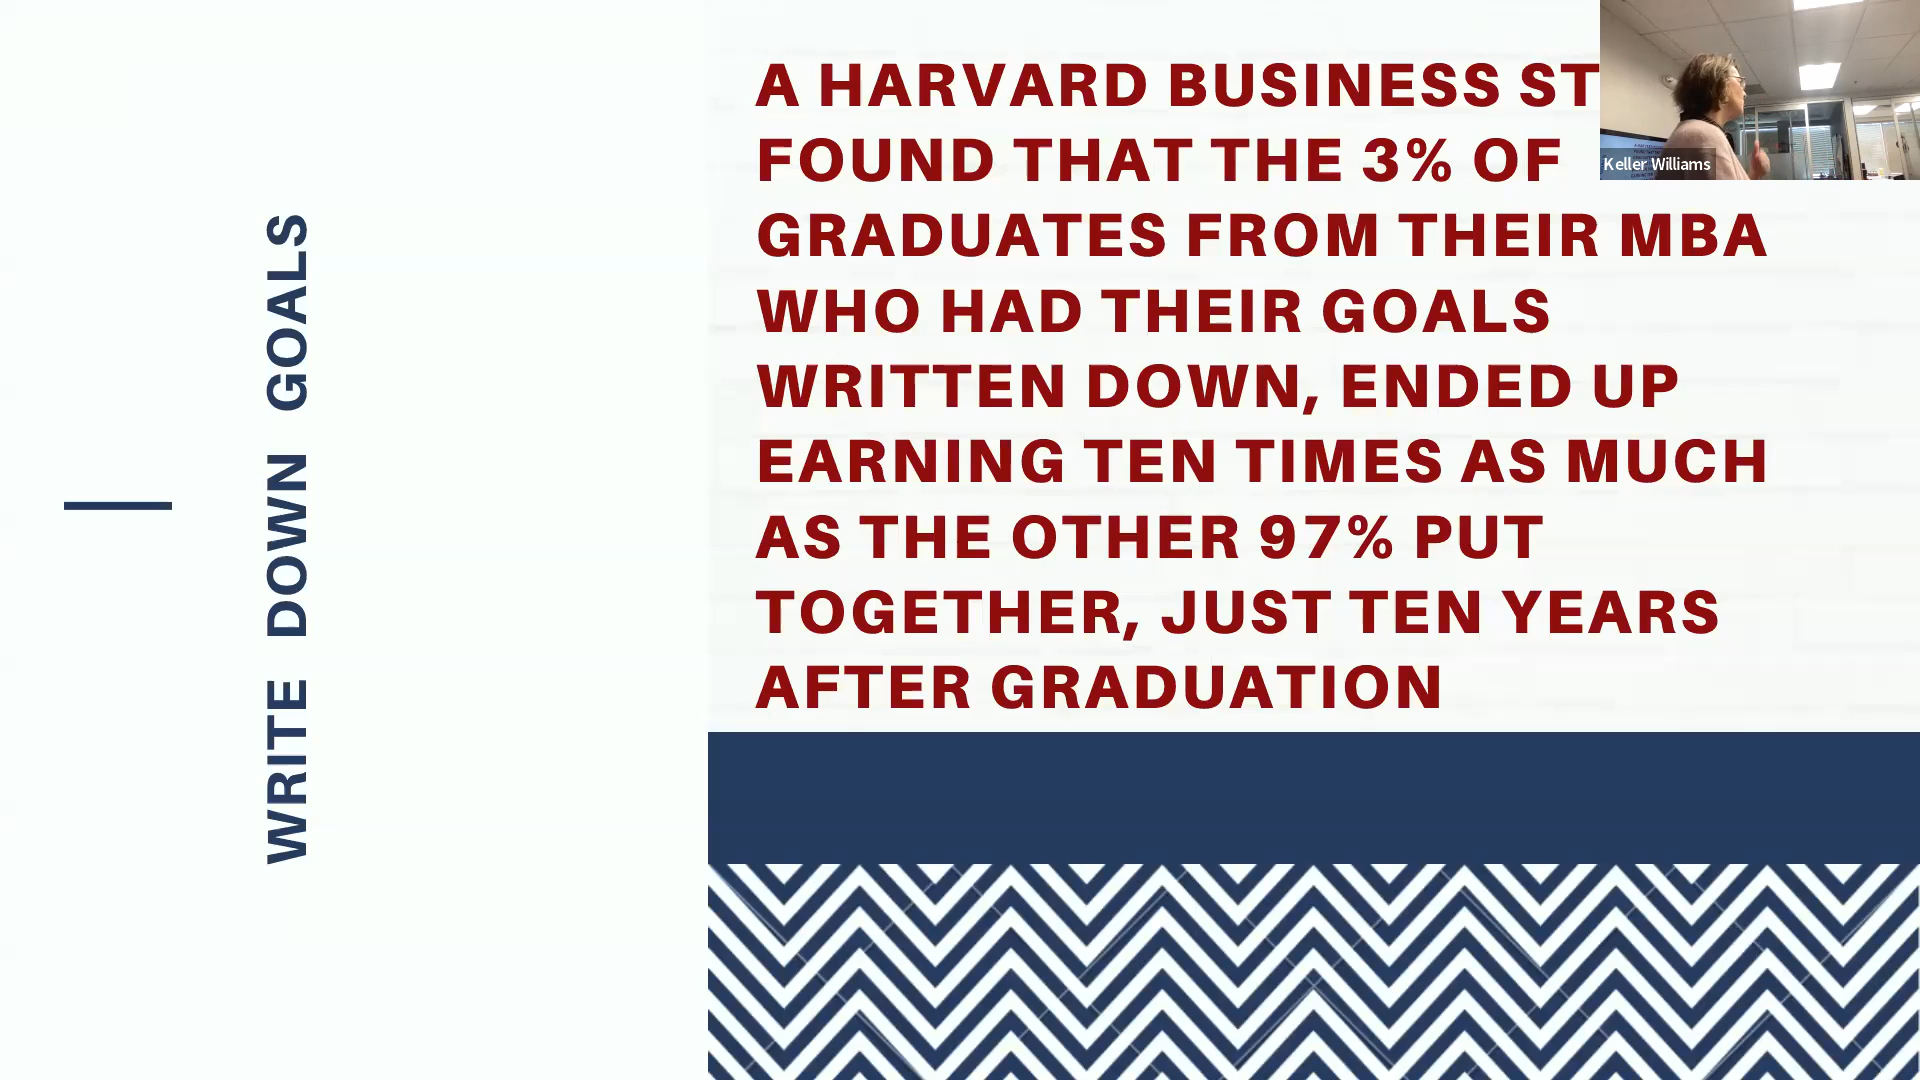 WRITE DOWN GOALS
A HARVARD BUSINESS ST
FOUND THAT THE 3% OF
GRADUATES FROM THEIR MBA
WHO HAD THEIR GOALS
WRITTEN DOWN, ENDED UP
EARNING TEN TIMES AS MUCH
AS THE OTHER 97% PUT
TOGETHER, JUST TEN YEARS
AFTER GRADUATION
Keller Williams